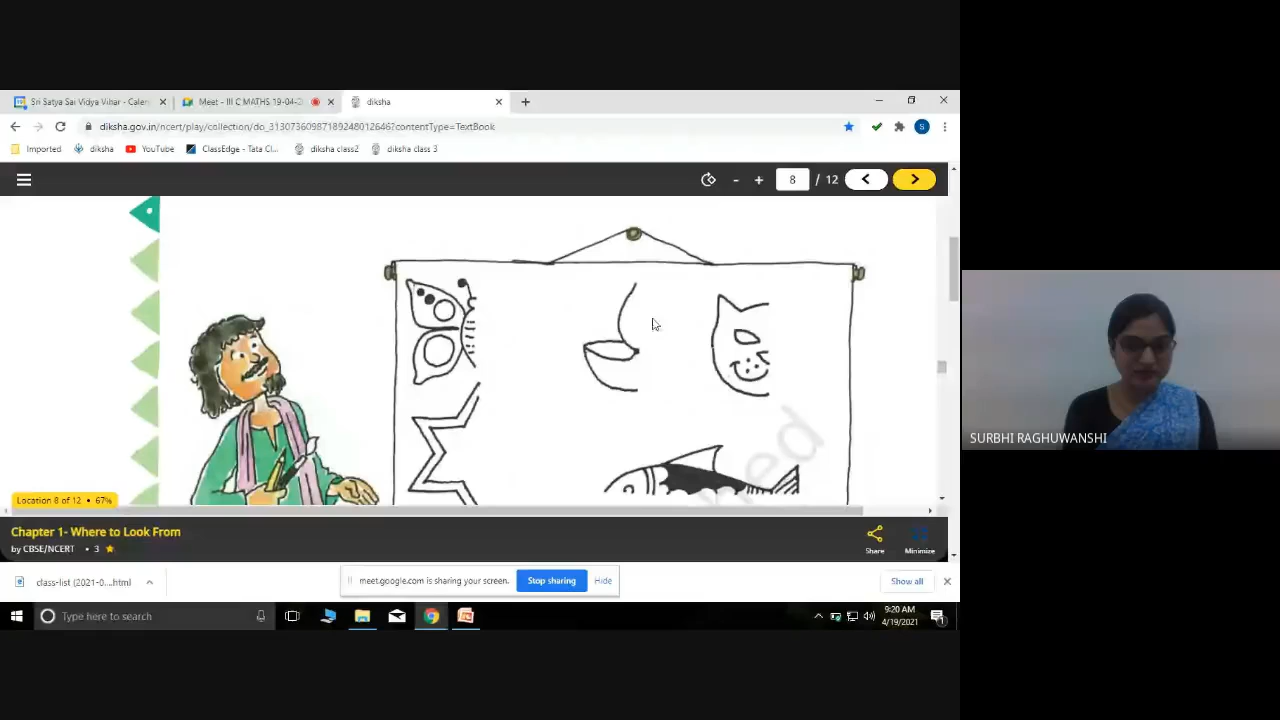 Sri Satya Sai Vidya Vihar - Calen
Meet - III C MATHS 19-04-2
diksha
diksha.gov.in/ncert/play/collection/do_31307360987189248012646?contentType=TextBook
Imported
diksha
YouTube
ClassEdge - Tata Cl...
diksha class2
diksha class 3
8 / 12
SURBHI RAGHUWANSHI
Location 8 of 12 • 67%
Chapter 1- Where to Look From
by CBSE/NCERT • 3
Share
Minimize
class-list (2021-0....html
meet.google.com is sharing your screen.
Stop sharing
Hide
Show all
Type here to search
9:20 AM
4/19/2021